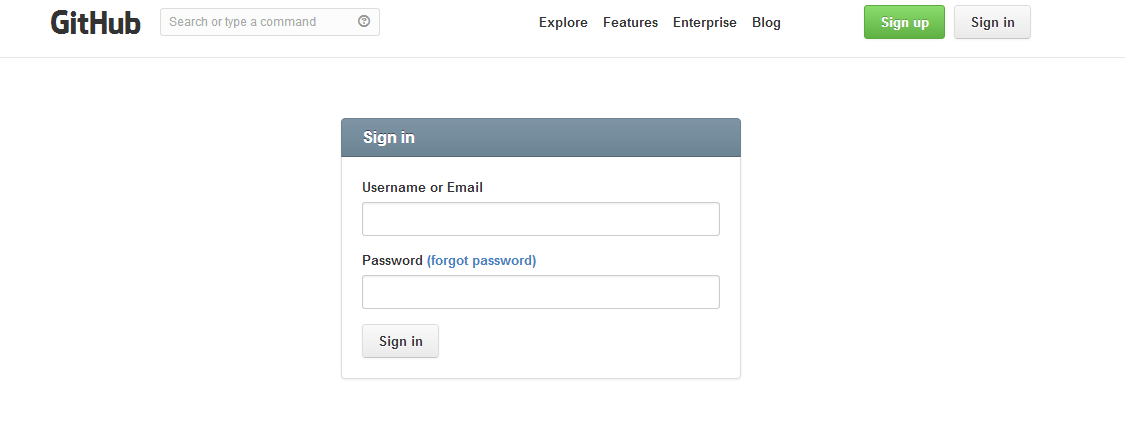 GitHub Search or type a command Explore Features Enterprise Blog Sign up Sign in
Sign in
Username or Email
Password (forgot password)
Sign in